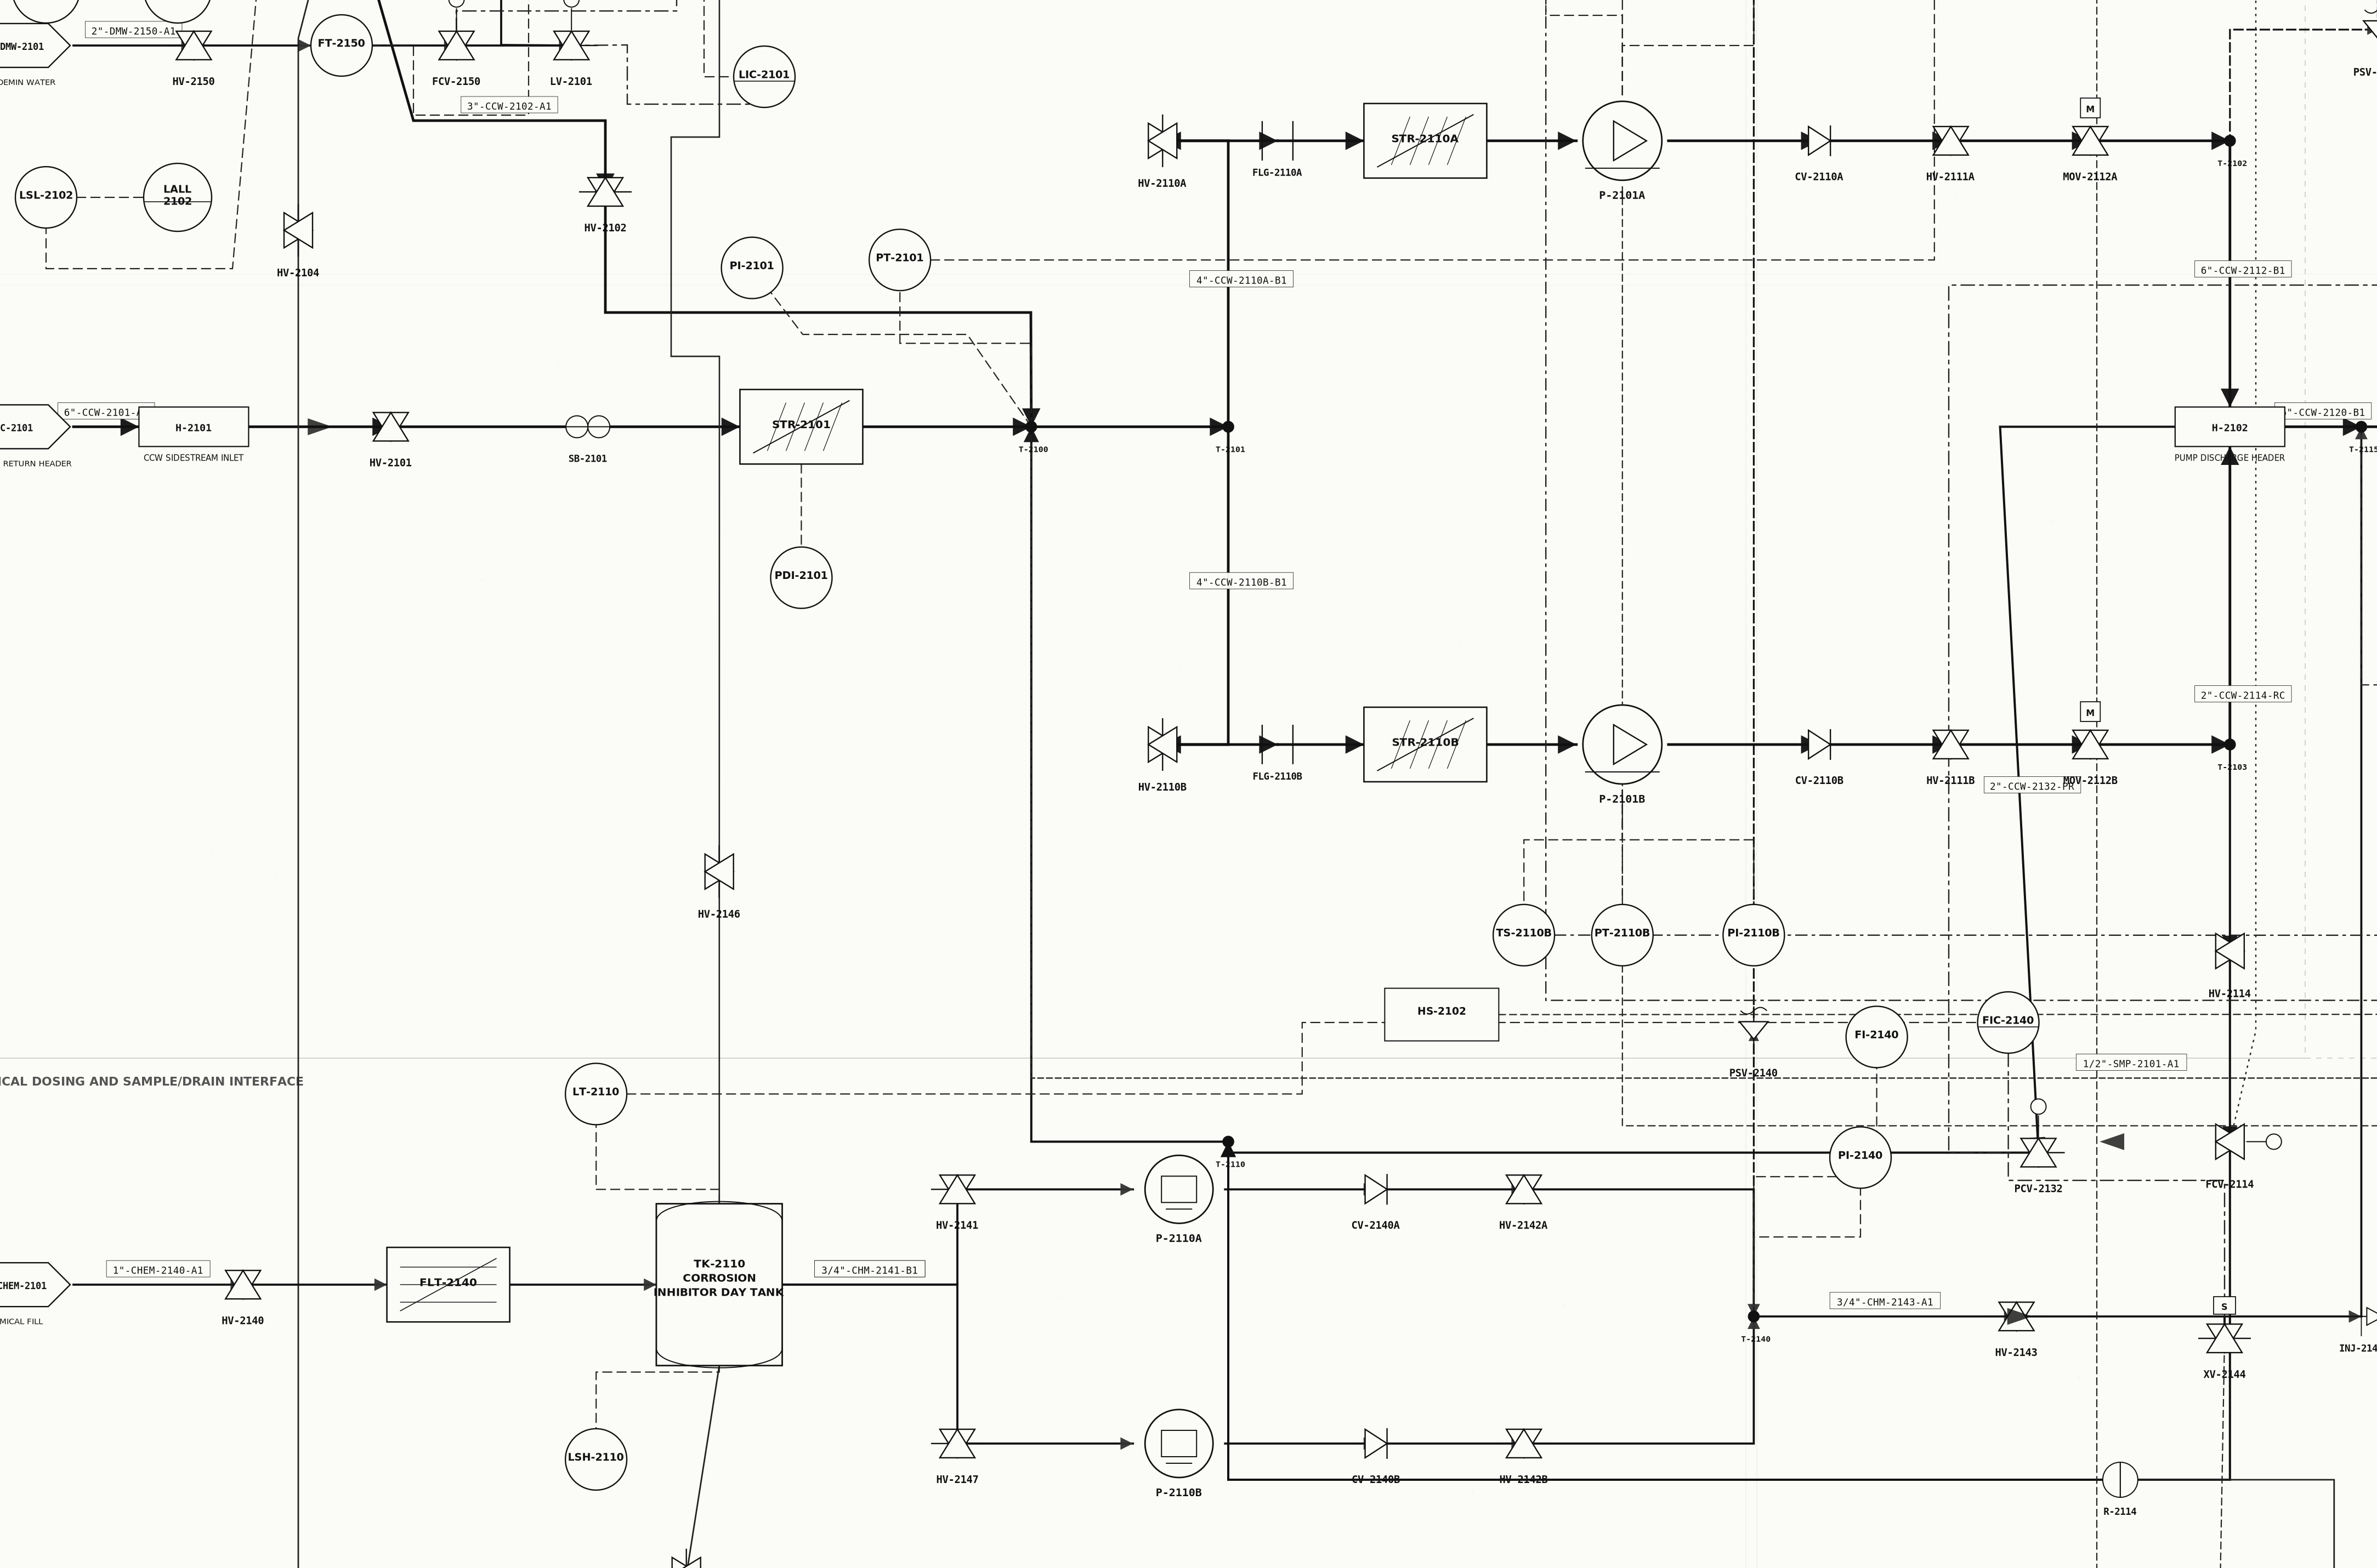 2"-DMW-2150-A1
DMW-2101
DEMIN WATER
HV-2150
FT-2150
FCV-2150
LV-2101
3"-CCW-2102-A1
LIC-2101
LSL-2102
LALL
2102
HV-2104
HV-2102
PI-2101
PT-2101
HV-2110A
FLG-2110A
STR-2110A
P-2101A
CV-2110A
HV-2111A
M
MOV-2112A
T-2102
PSV-
4"-CCW-2110A-B1
6"-CCW-2112-B1
C-2101
RETURN HEADER
6"-CCW-2101-A
H-2101
CCW SIDESTREAM INLET
HV-2101
SB-2101
STR-2101
T-2100
T-2101
H-2102
PUMP DISCHARGE HEADER
"-CCW-2120-B1
T-2115
PDI-2101
4"-CCW-2110B-B1
HV-2110B
FLG-2110B
STR-2110B
P-2101B
CV-2110B
HV-2111B
M
MOV-2112B
2"-CCW-2132-PR
2"-CCW-2114-RC
T-2103
HV-2146
TS-2110B
PT-2110B
PI-2110B
HV-2114
HS-2102
PSV-2140
FI-2140
FIC-2140
1/2"-SMP-2101-A1
ICAL DOSING AND SAMPLE/DRAIN INTERFACE
LT-2110
T-2110
PI-2140
PCV-2132
FCV-2114
HV-2141
P-2110A
CV-2140A
HV-2142A
CHEM-2101
MICAL FILL
1"-CHEM-2140-A1
HV-2140
FLT-2140
TK-2110
CORROSION
INHIBITOR DAY TANK
3/4"-CHM-2141-B1
T-2140
3/4"-CHM-2143-A1
HV-2143
S
XV-2144
INJ-214
LSH-2110
HV-2147
P-2110B
CV-2140B
HV-2142B
R-2114